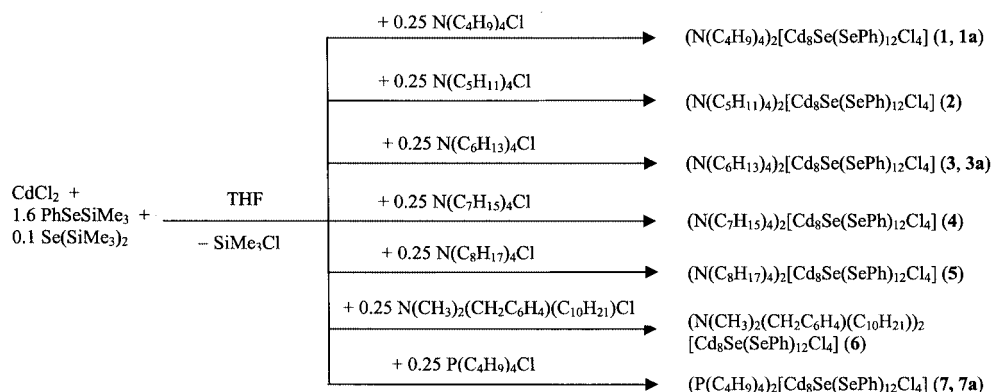 + 0.25 N(C4H9)4Cl
(N(C4H9)4)2[Cd8Se(SePh)12Cl4] (1, 1a)
+ 0.25 N(C5H11)4Cl
(N(C5H11)4)2[Cd8Se(SePh)12Cl4] (2)
+ 0.25 N(C6H13)4Cl
(N(C6H13)4)2[Cd8Se(SePh)12Cl4] (3, 3a)
CdCl2 +
1.6 PhSeSiMe3 +
0.1 Se(SiMe3)2
THF
– SiMe3Cl
+ 0.25 N(C7H15)4Cl
(N(C7H15)4)2[Cd8Se(SePh)12Cl4] (4)
+ 0.25 N(C8H17)4Cl
(N(C8H17)4)2[Cd8Se(SePh)12Cl4] (5)
+ 0.25 N(CH3)2(CH2C6H4)(C10H21)Cl
(N(CH3)2(CH2C6H4)(C10H21))2
[Cd8Se(SePh)12Cl4] (6)
+ 0.25 P(C4H9)4Cl
(P(C4H9)4)2[Cd8Se(SePh)12Cl4] (7, 7a)